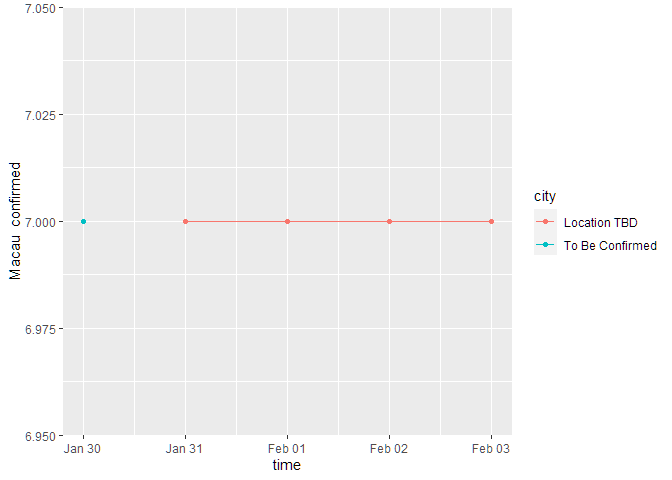 7.050
7.025
7.000
6.975
6.950
Macau confirmed
Jan 30 Jan 31 Feb 01 Feb 02 Feb 03
time
city
Location TBD
To Be Confirmed